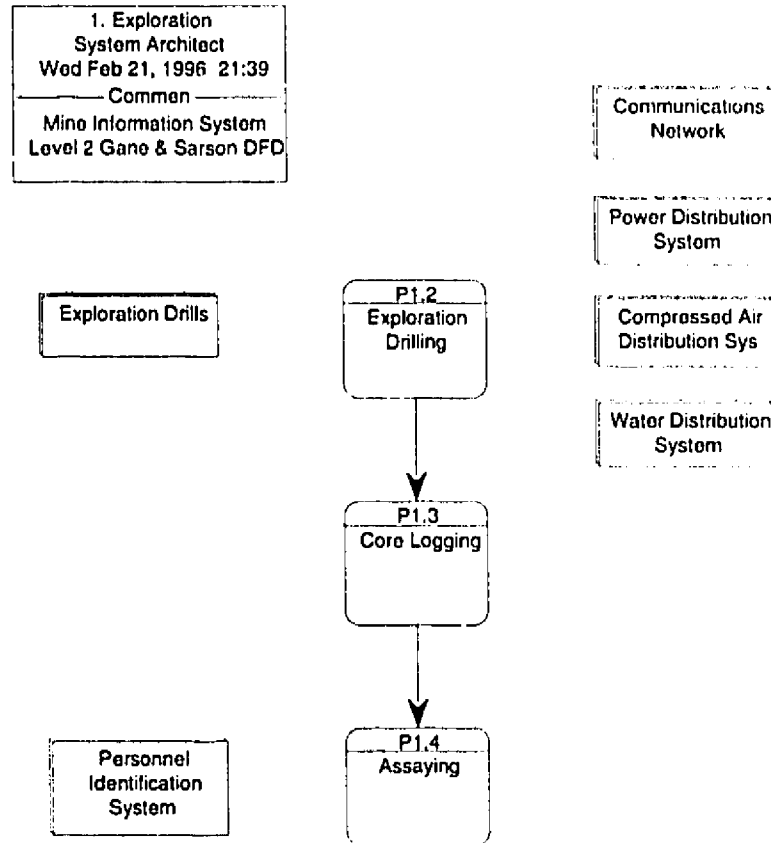 1. Exploration
System Architect
Wed Feb 21, 1996 21:39
Common
Mine Information System
Level 2 Gane & Sarson DFD
Communications
Network
Power Distribution
System
Exploration Drills
P1.2
Exploration
Drilling
Compressed Air
Distribution Sys
Water Distribution
System
P1.3
Core Logging
P1.4
Assaying
Personnel
Identification
System